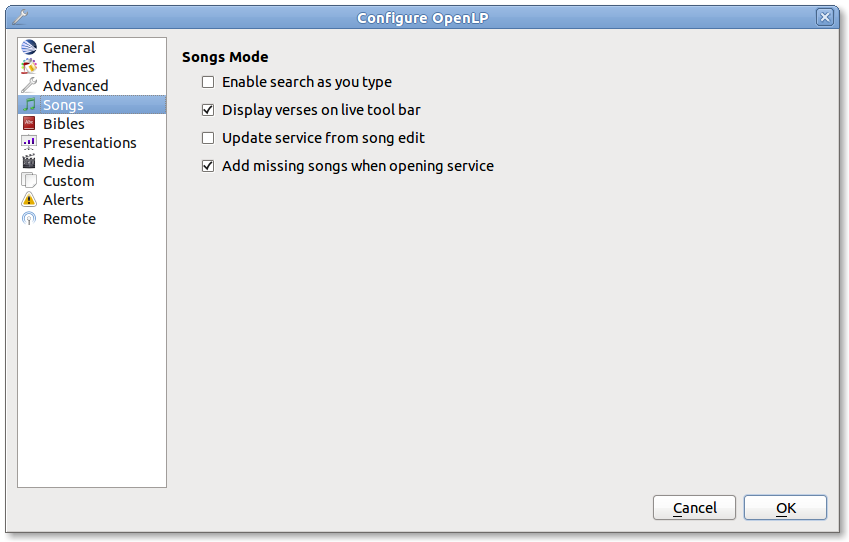 Configure OpenLP
General
Themes
Advanced
Songs
Bibles
Presentations
Media
Custom
Alerts
Remote
Songs Mode
Enable search as you type
Display verses on live tool bar
Update service from song edit
Add missing songs when opening service
Cancel
OK